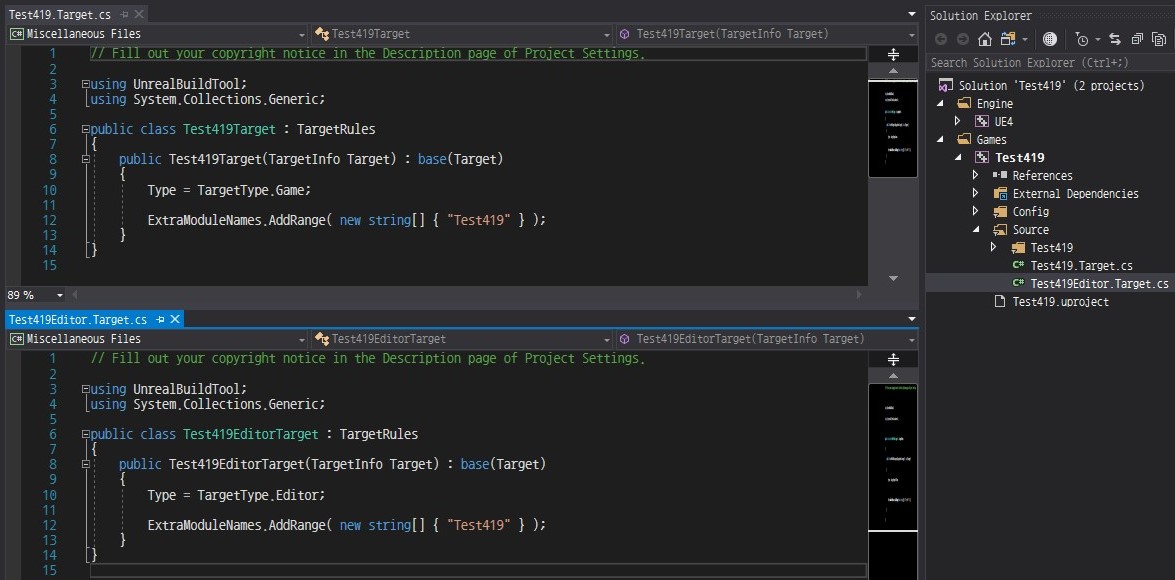 Test419.Target.cs
Miscellaneous Files
Test419Target
Test419Target(TargetInfo Target)
1 // Fill out your copyright notice in the Description page of Project Settings.
2
3 using UnrealBuildTool;
4 using System.Collections.Generic;
5
6 public class Test419Target : TargetRules
7 {
8 public Test419Target(TargetInfo Target) : base(Target)
9 {
10 Type = TargetType.Game;
11
12 ExtraModuleNames.AddRange( new string[] { "Test419" } );
13 }
14 }
15
89 %
Test419Editor.Target.cs
Miscellaneous Files
Test419EditorTarget
Test419EditorTarget(TargetInfo Target)
1 // Fill out your copyright notice in the Description page of Project Settings.
2
3 using UnrealBuildTool;
4 using System.Collections.Generic;
5
6 public class Test419EditorTarget : TargetRules
7 {
8 public Test419EditorTarget(TargetInfo Target) : base(Target)
9 {
10 Type = TargetType.Editor;
11
12 ExtraModuleNames.AddRange( new string[] { "Test419" } );
13 }
14 }
15
Solution Explorer
Search Solution Explorer (Ctrl+;)
Solution 'Test419' (2 projects)
Engine
UE4
Games
Test419
References
External Dependencies
Config
Source
Test419
C# Test419.Target.cs
C# Test419Editor.Target.cs
Test419.uproject